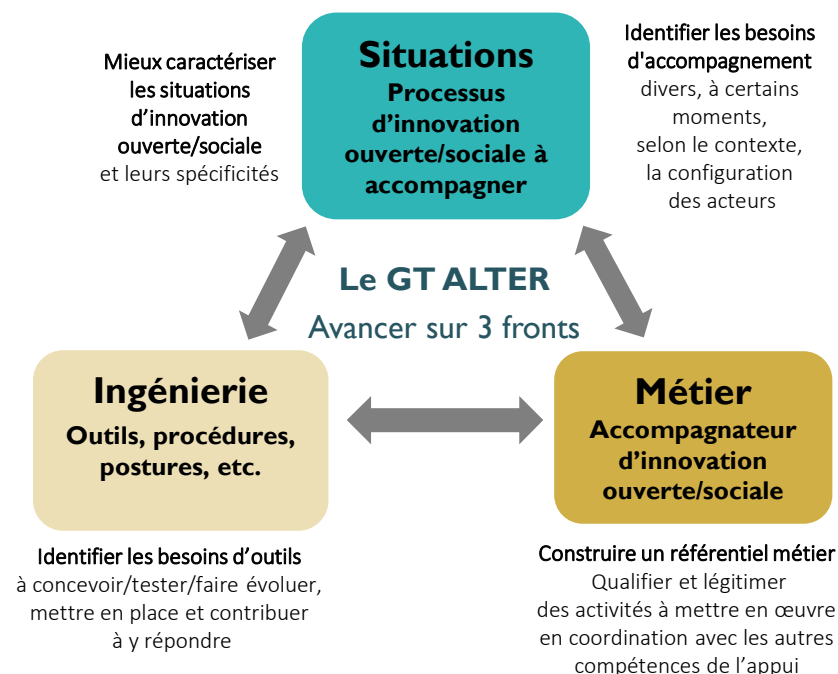 Mieux caractériser
les situations
d’innovation
ouverte/sociale
et leurs spécificités
Situations
Processus
d’innovation
ouverte/sociale à
accompagner
Identifier les besoins
d'accompagnement
divers, à certains
moments,
selon le contexte,
la configuration
des acteurs
Le GT ALTER
Avancer sur 3 fronts
Ingénierie
Outils, procédures,
postures, etc.
Métier
Accompagnateur
d’innovation
ouverte/sociale
Identifier les besoins d’outils
à concevoir/tester/faire évoluer,
mettre en place et contribuer
à y répondre
Construire un référentiel métier
Qualifier et légitimer
des activités à mettre en œuvre
en coordination avec les autres
compétences de l’appui